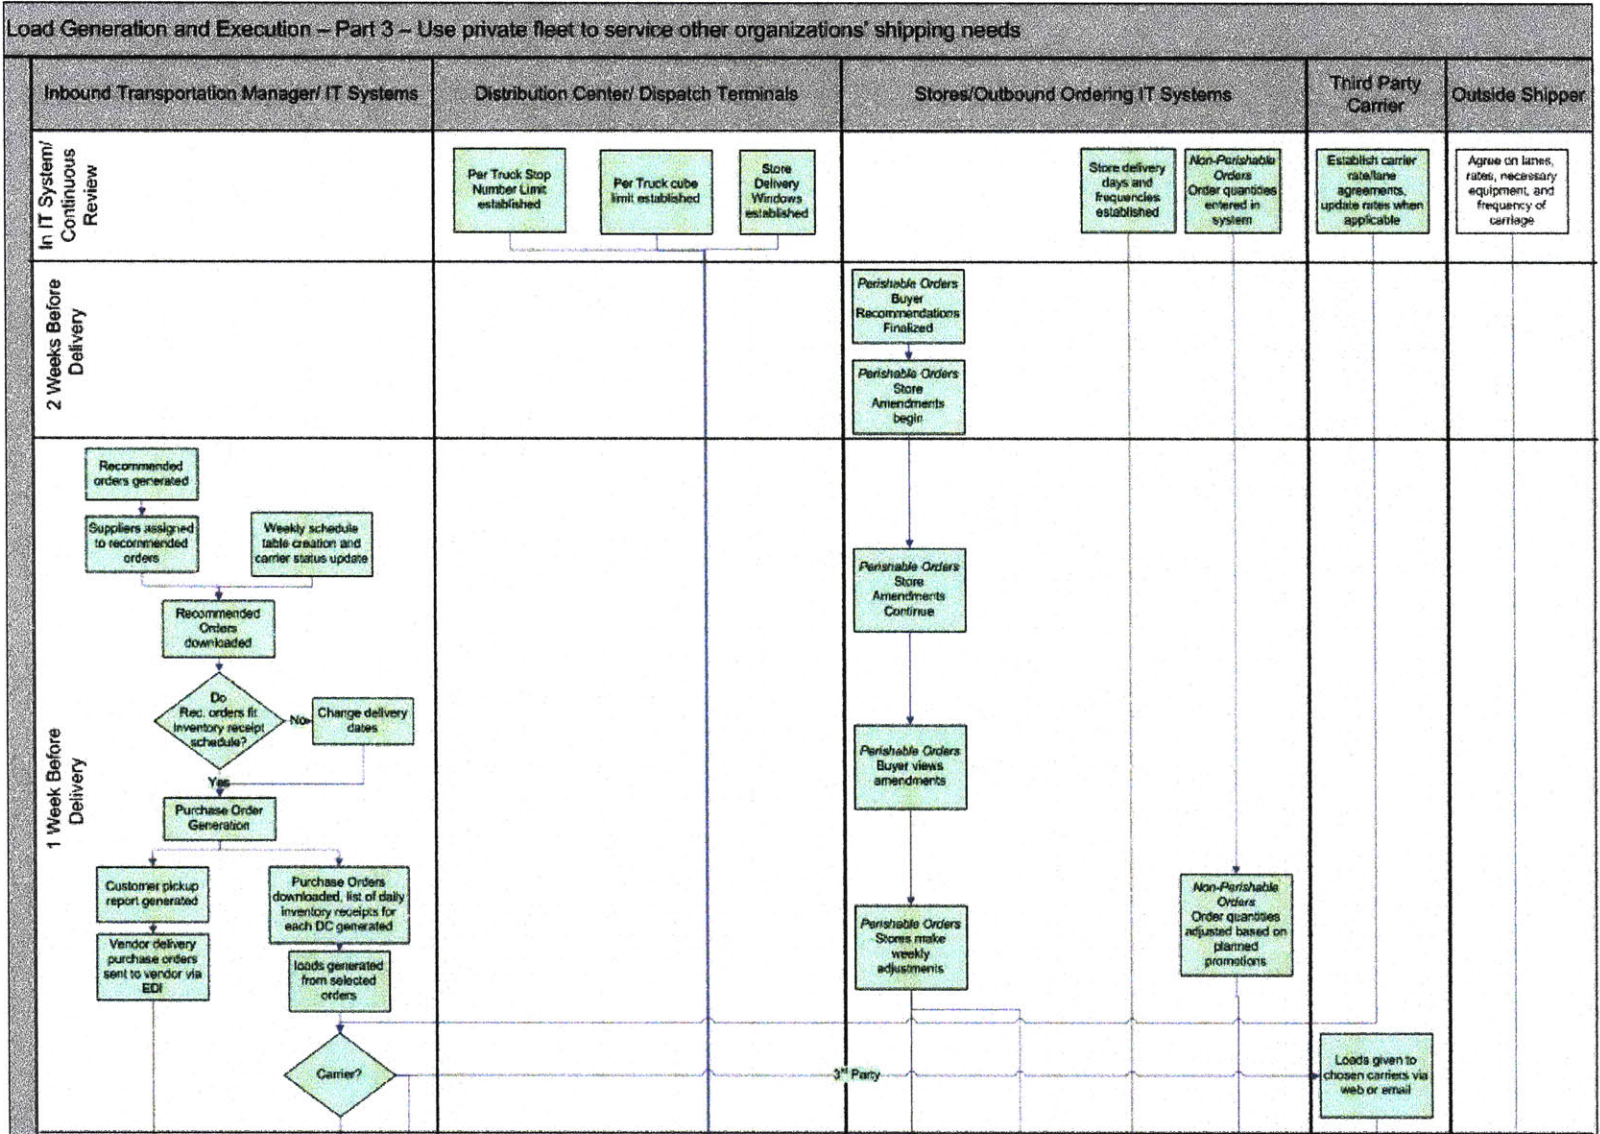 Load Generation and Execution – Part 3 – Use private fleet to service other organizations' shipping needs
Inbound Transportation Manager/ IT Systems
Distribution Center/ Dispatch Terminals
Stores/Outbound Ordering IT Systems
Third Party
Carrier
Outside Shipper
In IT System/
Continuous
Review
Per Truck Stop
Number Limit
established
Per Truck cube
limit established
Store
Delivery
Windows
established
Store delivery
days and
frequencies
established
Non-Perishable
Orders
Order quantities
entered in
system
Establish carrier
rate/lane
agreements,
update rates when
applicable
Agree on lanes,
rates, necessary
equipment, and
frequency of
carriage
2 Weeks Before
Delivery
Perishable Orders
Buyer
Recommendations
Finalized
Perishable Orders
Store
Amendments
begin
1 Week Before
Delivery
Recommended
orders generated
Suppliers assigned
to recommended
orders
Weekly schedule
table creation and
carrier status update
Recommended
Orders
downloaded
Do
Rec. orders fit
inventory receipt
schedule?
No
Change delivery
dates
Yes
Purchase Order
Generation
Customer pickup
report generated
Vendor delivery
purchase orders
sent to vendor via
EDI
Purchase Orders
downloaded, list of daily
inventory receipts for
each DC generated
loads generated
from selected
orders
Carrier?
3rd Party
Perishable Orders
Store
Amendments
Continue
Perishable Orders
Buyer views
amendments
Perishable Orders
Stores make
weekly
adjustments
Non-Perishable
Orders
Order quantities
adjusted based on
planned
promotions
Loads given to
chosen carriers via
web or email